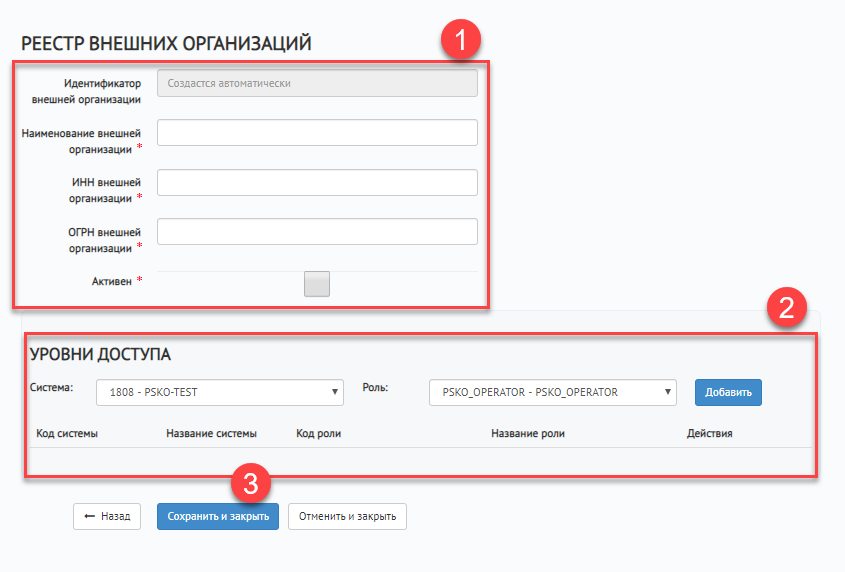 РЕЕСТР ВНЕШНИХ ОРГАНИЗАЦИЙ
1
Идентификатор
внешней организации
Создастся автоматически
Наименование внешней
организации *
ИНН внешней
организации *
ОГРН внешней
организации *
Активен *
2
УРОВНИ ДОСТУПА
Система: 1808 - PSKO-TEST Роль: PSKO_OPERATOR - PSKO_OPERATOR Добавить
Код системы Название системы Код роли Название роли Действия
3
← Назад Сохранить и закрыть Отменить и закрыть